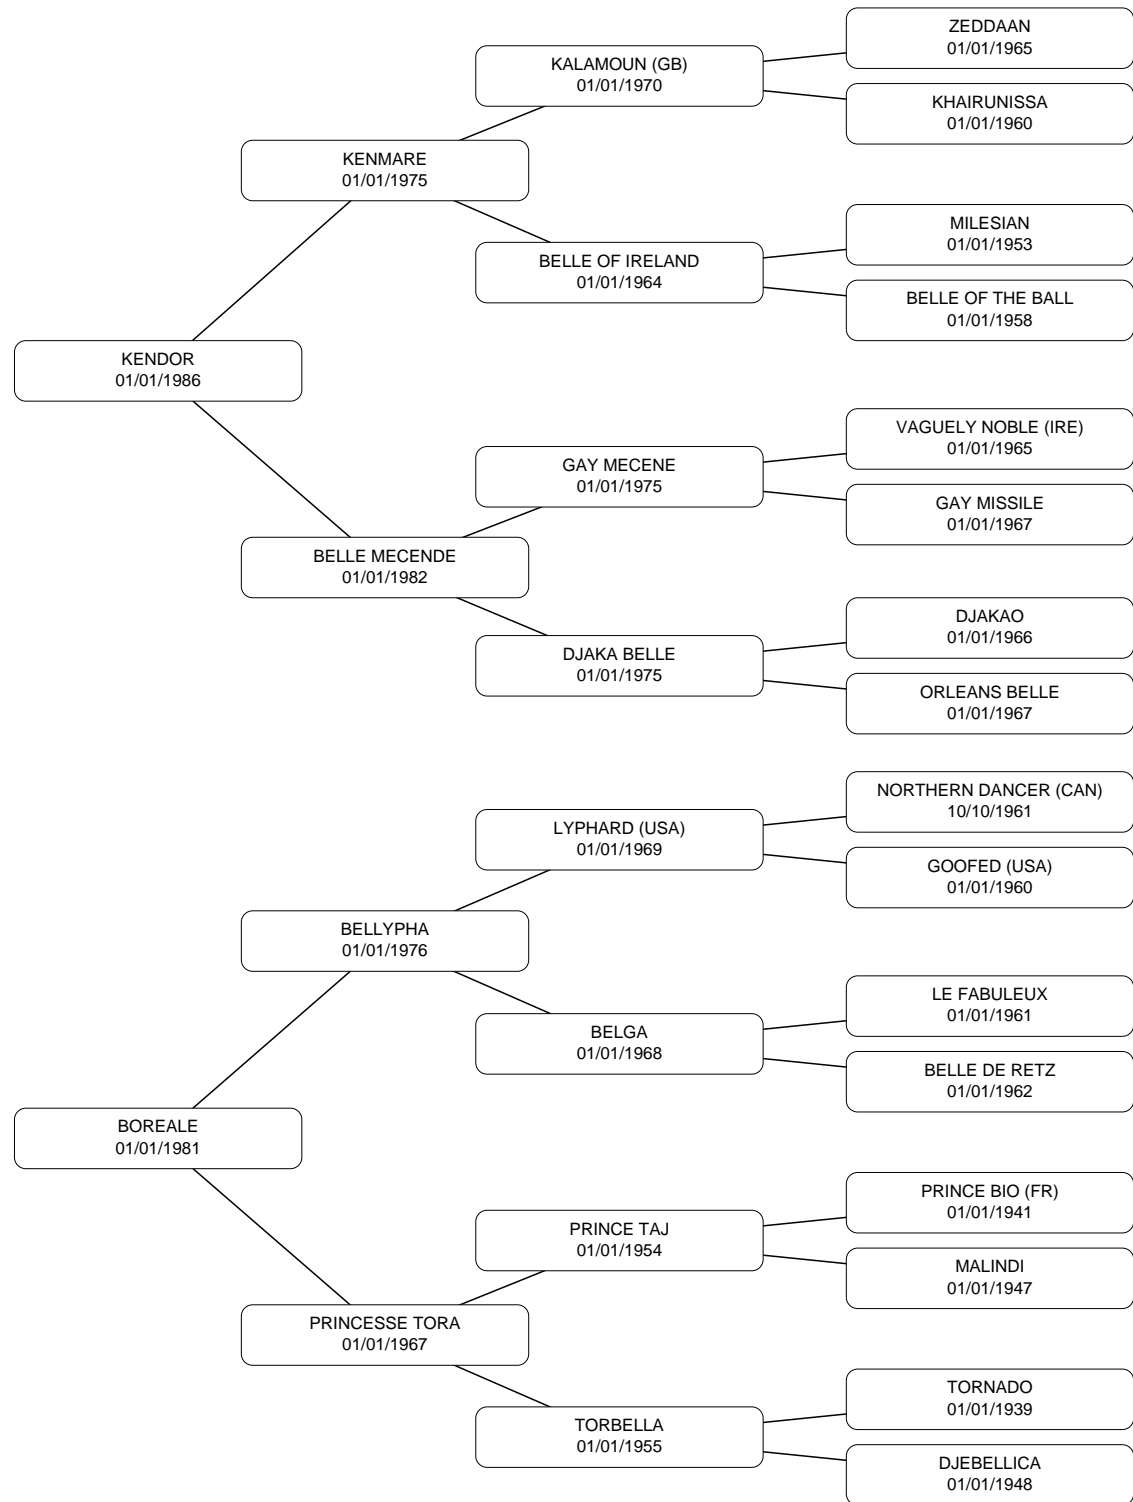 ZEDDAAN
01/01/1965
KALAMOUN (GB)
01/01/1970
KHAIRUNISSA
01/01/1960
KENMARE
01/01/1975
MILESIAN
01/01/1953
BELLE OF IRELAND
01/01/1964
BELLE OF THE BALL
01/01/1958
KENDOR
01/01/1986
VAGUELY NOBLE (IRE)
01/01/1965
GAY MECENE
01/01/1975
GAY MISSILE
01/01/1967
BELLE MECENDE
01/01/1982
DJAKAO
01/01/1966
DJAKA BELLE
01/01/1975
ORLEANS BELLE
01/01/1967
NORTHERN DANCER (CAN)
10/10/1961
LYPHARD (USA)
01/01/1969
GOOFED (USA)
01/01/1960
BELLYPHA
01/01/1976
LE FABULEUX
01/01/1961
BELGA
01/01/1968
BELLE DE RETZ
01/01/1962
BOREALE
01/01/1981
PRINCE BIO (FR)
01/01/1941
PRINCE TAJ
01/01/1954
MALINDI
01/01/1947
PRINCESSE TORA
01/01/1967
TORNADO
01/01/1939
TORBELLA
01/01/1955
DJEBELLICA
01/01/1948